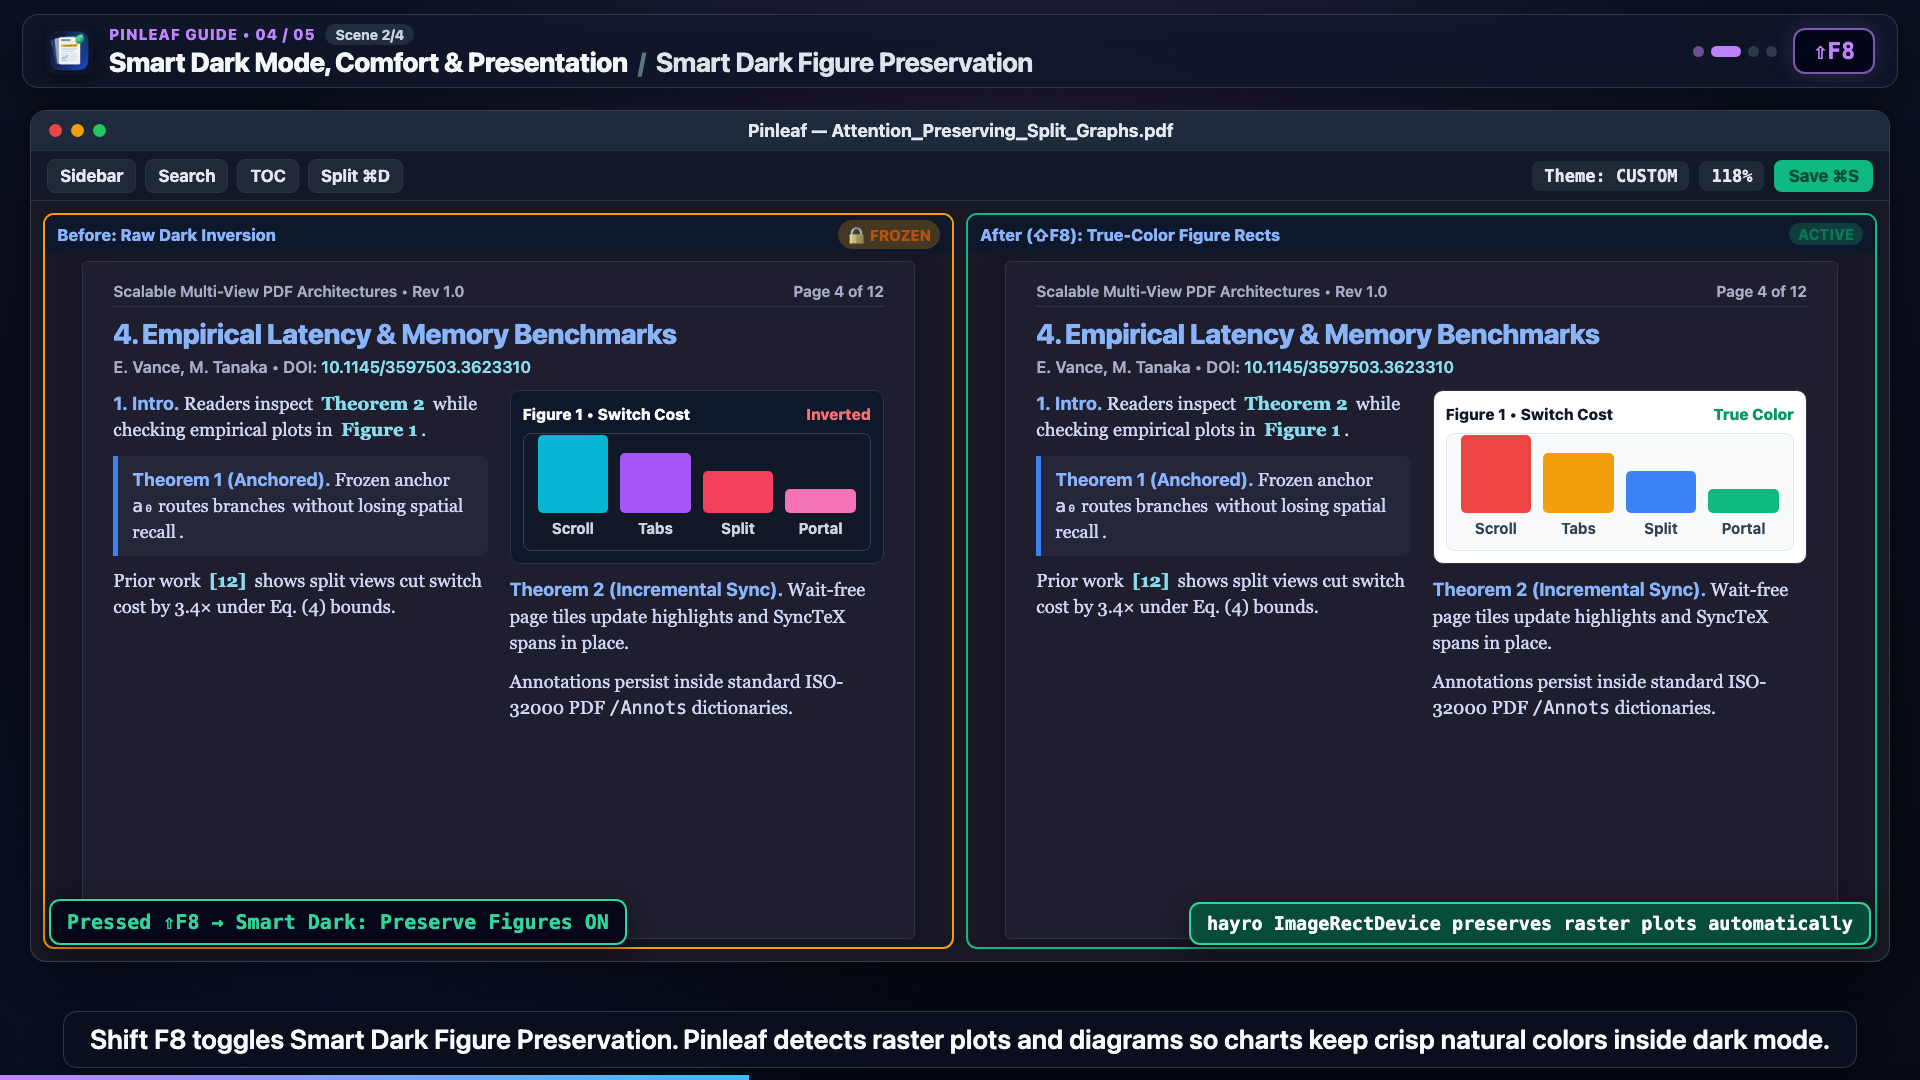 PINLEAF GUIDE • 04 / 05 Scene 2/4
Smart Dark Mode, Comfort & Presentation / Smart Dark Figure Preservation
⇧F8
Pinleaf — Attention_Preserving_Split_Graphs.pdf
Sidebar Search TOC Split ⌘D Theme: CUSTOM 118% Save ⌘S
Before: Raw Dark Inversion 🔒 FROZEN
Scalable Multi-View PDF Architectures • Rev 1.0 Page 4 of 12
4. Empirical Latency & Memory Benchmarks
E. Vance, M. Tanaka • DOI: 10.1145/3597503.3623310
1. Intro. Readers inspect Theorem 2 while
checking empirical plots in Figure 1 .
Theorem 1 (Anchored). Frozen anchor
a₀ routes branches without losing spatial
recall .
Prior work [12] shows split views cut switch
cost by 3.4× under Eq. (4) bounds.
Figure 1 • Switch Cost Inverted
Scroll Tabs Split Portal
Theorem 2 (Incremental Sync). Wait-free
page tiles update highlights and SyncTeX
spans in place.
Annotations persist inside standard ISO-
32000 PDF /Annots dictionaries.
Pressed ⇧F8 → Smart Dark: Preserve Figures ON
After (⇧F8): True-Color Figure Rects ACTIVE
Scalable Multi-View PDF Architectures • Rev 1.0 Page 4 of 12
4. Empirical Latency & Memory Benchmarks
E. Vance, M. Tanaka • DOI: 10.1145/3597503.3623310
1. Intro. Readers inspect Theorem 2 while
checking empirical plots in Figure 1 .
Theorem 1 (Anchored). Frozen anchor
a₀ routes branches without losing spatial
recall .
Prior work [12] shows split views cut switch
cost by 3.4× under Eq. (4) bounds.
Figure 1 • Switch Cost True Color
Scroll Tabs Split Portal
Theorem 2 (Incremental Sync). Wait-free
page tiles update highlights and SyncTeX
spans in place.
Annotations persist inside standard ISO-
32000 PDF /Annots dictionaries.
hayro ImageRectDevice preserves raster plots automatically
Shift F8 toggles Smart Dark Figure Preservation. Pinleaf detects raster plots and diagrams so charts keep crisp natural colors inside dark mode.